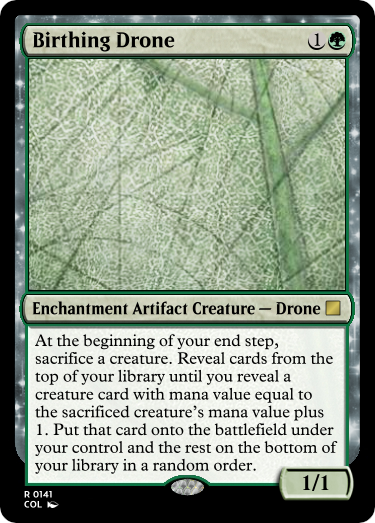 Birthing Drone 1
Enchantment Artifact Creature — Drone
At the beginning of your end step,
sacrifice a creature. Reveal cards from the
top of your library until you reveal a
creature card with mana value equal to
the sacrificed creature's mana value plus
1. Put that card onto the battlefield under
your control and the rest on the bottom of
your library in a random order.
1/1
R 0141
COL